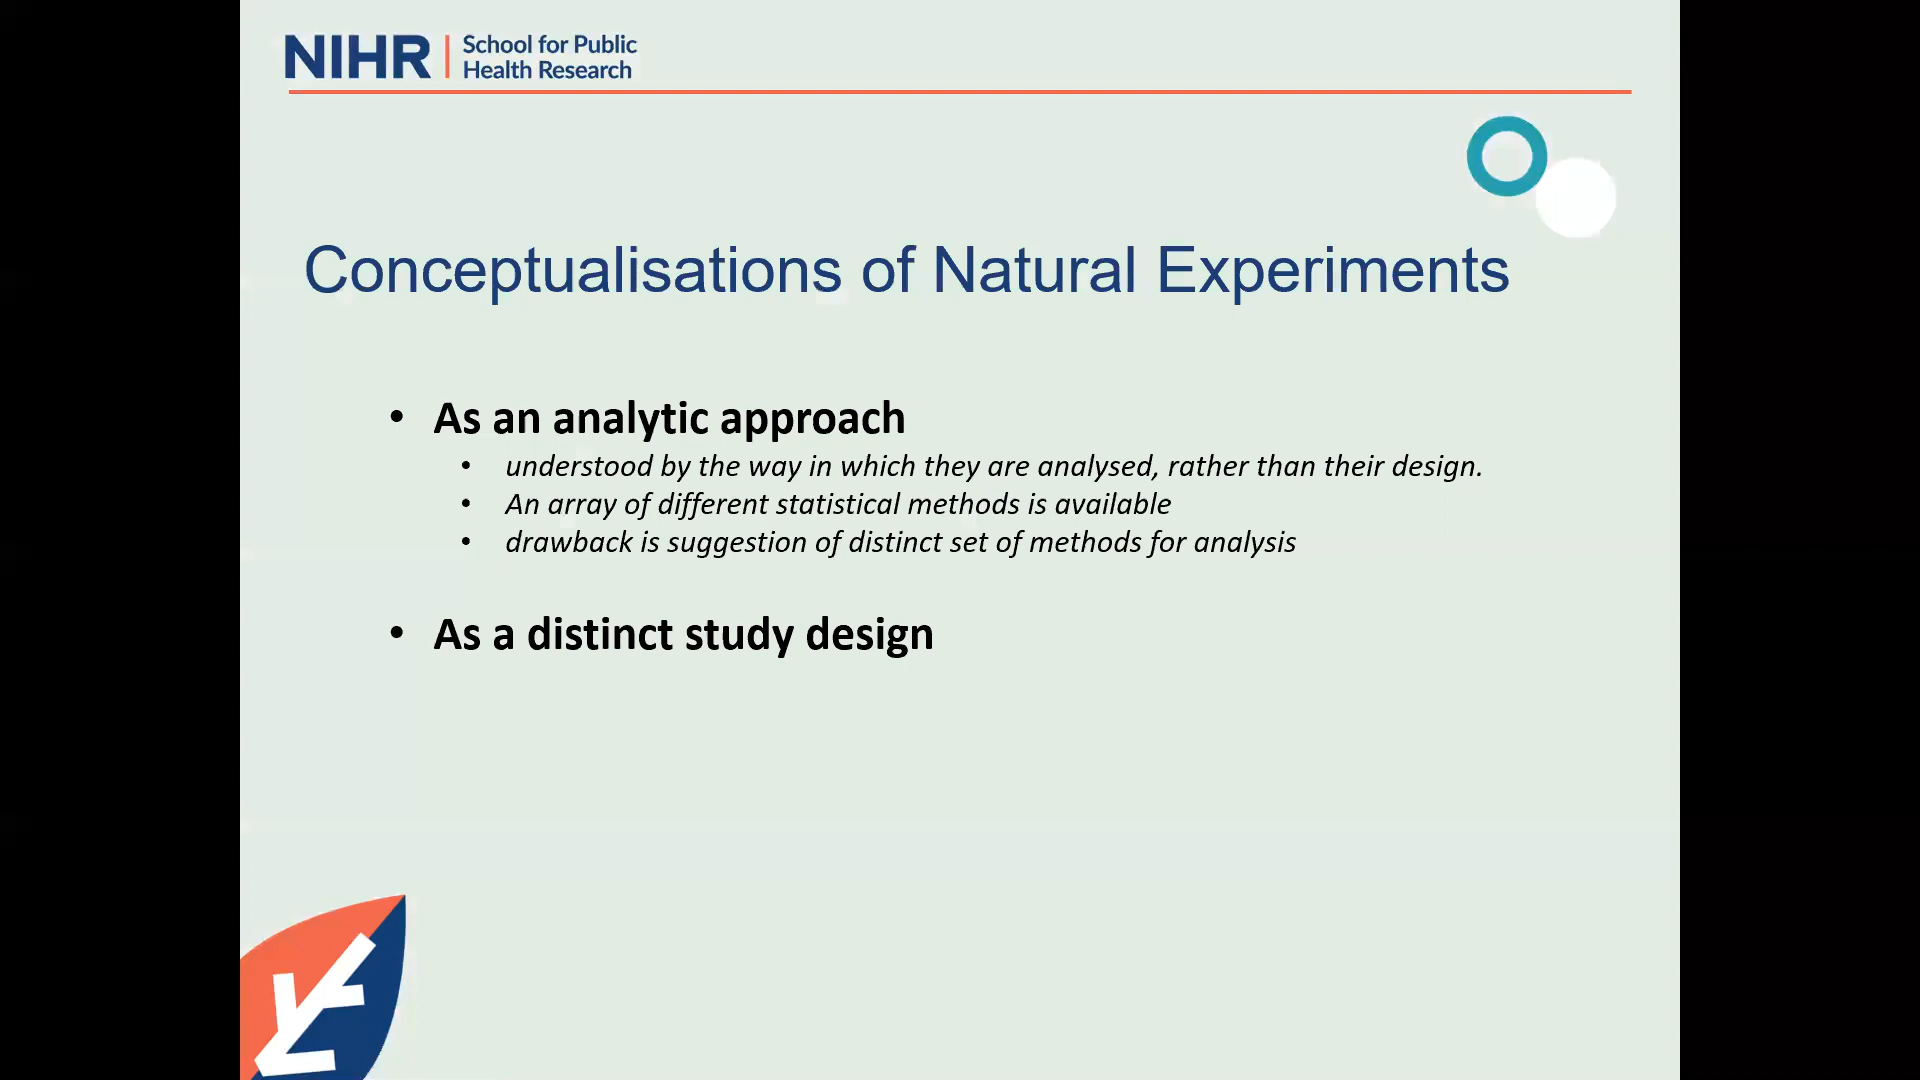 NIHR | School for Public
Health Research
Conceptualisations of Natural Experiments
• As an analytic approach
• understood by the way in which they are analysed, rather than their design.
• An array of different statistical methods is available
• drawback is suggestion of distinct set of methods for analysis
• As a distinct study design